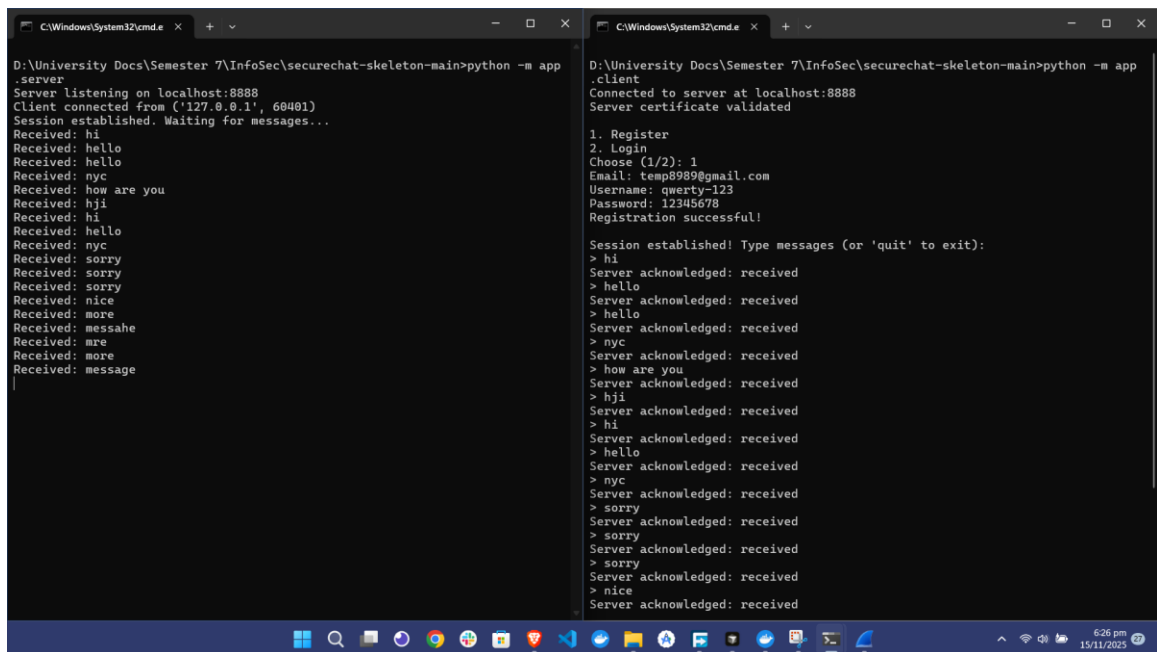 C:\Windows\System32\cmd.e
D:\University Docs\Semester 7\InfoSec\securechat-skeleton-main>python -m app
.server
Server listening on localhost:8888
Client connected from ('127.0.0.1', 60401)
Session established. Waiting for messages...
Received: hi
Received: hello
Received: hello
Received: nyc
Received: how are you
Received: hji
Received: hi
Received: hello
Received: nyc
Received: sorry
Received: sorry
Received: sorry
Received: nice
Received: more
Received: messahe
Received: mre
Received: more
Received: message
C:\Windows\System32\cmd.e
D:\University Docs\Semester 7\InfoSec\securechat-skeleton-main>python -m app
.client
Connected to server at localhost:8888
Server certificate validated
1. Register
2. Login
Choose (1/2): 1
Email: temp8989@gmail.com
Username: qwerty-123
Password: 12345678
Registration successful!
Session established! Type messages (or 'quit' to exit):
> hi
Server acknowledged: received
> hello
Server acknowledged: received
> hello
Server acknowledged: received
> nyc
Server acknowledged: received
> how are you
Server acknowledged: received
> hji
Server acknowledged: received
> hi
Server acknowledged: received
> hello
Server acknowledged: received
> nyc
Server acknowledged: received
> sorry
Server acknowledged: received
> sorry
Server acknowledged: received
> sorry
Server acknowledged: received
> nice
Server acknowledged: received
6:26 pm
15/11/2025
27